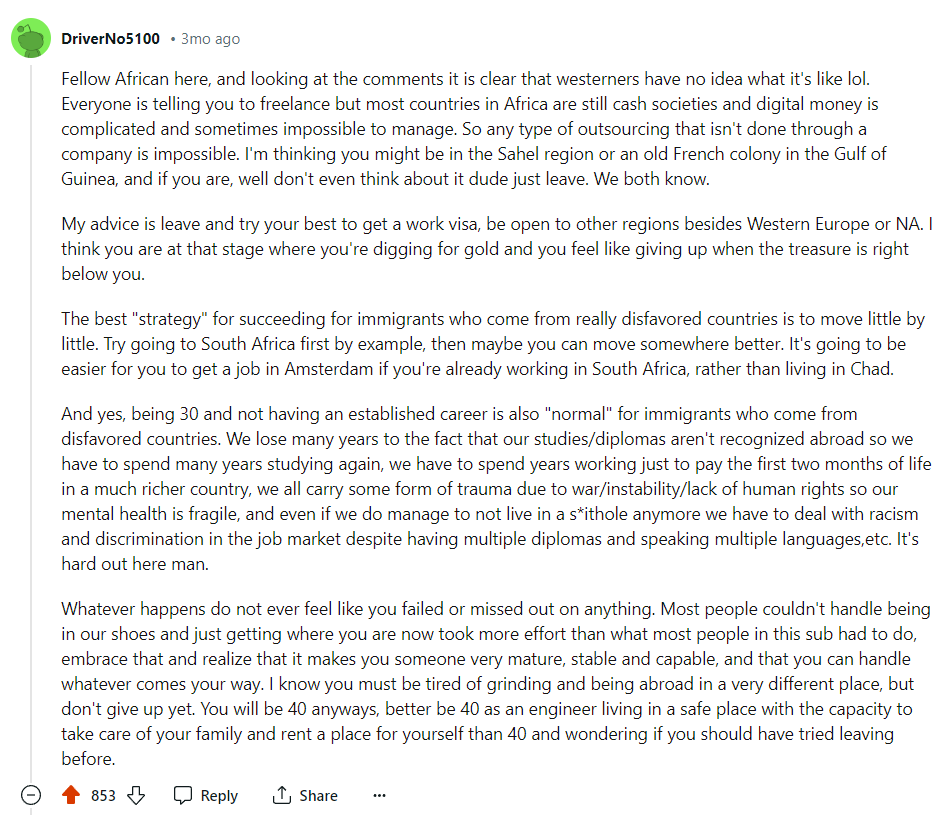 DriverNo5100 • 3mo ago
Fellow African here, and looking at the comments it is clear that westerners have no idea what it's like lol.
Everyone is telling you to freelance but most countries in Africa are still cash societies and digital money is
complicated and sometimes impossible to manage. So any type of outsourcing that isn't done through a
company is impossible. I'm thinking you might be in the Sahel region or an old French colony in the Gulf of
Guinea, and if you are, well don't even think about it dude just leave. We both know.
My advice is leave and try your best to get a work visa, be open to other regions besides Western Europe or NA. I
think you are at that stage where you're digging for gold and you feel like giving up when the treasure is right
below you.
The best "strategy" for succeeding for immigrants who come from really disfavored countries is to move little by
little. Try going to South Africa first by example, then maybe you can move somewhere better. It's going to be
easier for you to get a job in Amsterdam if you're already working in South Africa, rather than living in Chad.
And yes, being 30 and not having an established career is also "normal" for immigrants who come from
disfavored countries. We lose many years to the fact that our studies/diplomas aren't recognized abroad so we
have to spend many years studying again, we have to spend years working just to pay the first two months of life
in a much richer country, we all carry some form of trauma due to war/instability/lack of human rights so our
mental health is fragile, and even if we do manage to not live in a s*ithole anymore we have to deal with racism
and discrimination in the job market despite having multiple diplomas and speaking multiple languages,etc. It's
hard out here man.
Whatever happens do not ever feel like you failed or missed out on anything. Most people couldn't handle being
in our shoes and just getting where you are now took more effort than what most people in this sub had to do,
embrace that and realize that it makes you someone very mature, stable and capable, and that you can handle
whatever comes your way. I know you must be tired of grinding and being abroad in a very different place, but
don't give up yet. You will be 40 anyways, better be 40 as an engineer living in a safe place with the capacity to
take care of your family and rent a place for yourself than 40 and wondering if you should have tried leaving
before.
853 Reply Share ...